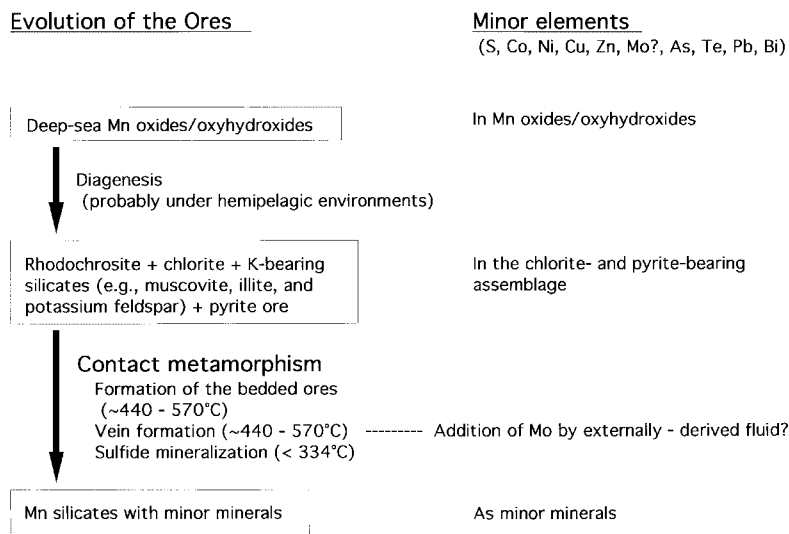 Evolution of the Ores
Minor elements
(S, Co, Ni, Cu, Zn, Mo?, As, Te, Pb, Bi)
Deep-sea Mn oxides/oxyhydroxides
In Mn oxides/oxyhydroxides
Diagenesis
(probably under hemipelagic environments)
Rhodochrosite + chlorite + K-bearing
silicates (e.g., muscovite, illite, and
potassium feldspar) + pyrite ore
In the chlorite- and pyrite-bearing
assemblage
Contact metamorphism
Formation of the bedded ores
(~440 - 570°C)
Vein formation (~440 - 570°C) --------- Addition of Mo by externally - derived fluid?
Sulfide mineralization (< 334°C)
Mn silicates with minor minerals
As minor minerals